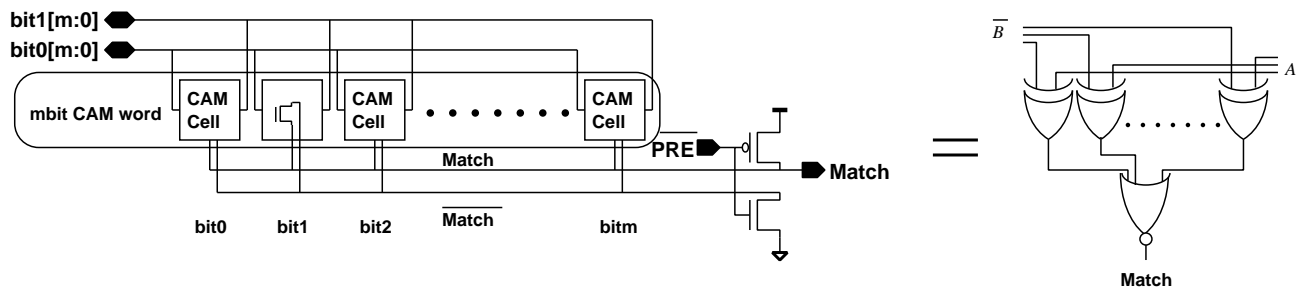 bit1[m:0]
bit0[m:0]
mbit CAM word
CAM Cell
CAM Cell
CAM Cell
PRE
Match
Match
Match
bit0
bit1
bit2
bitm
B
A
Match